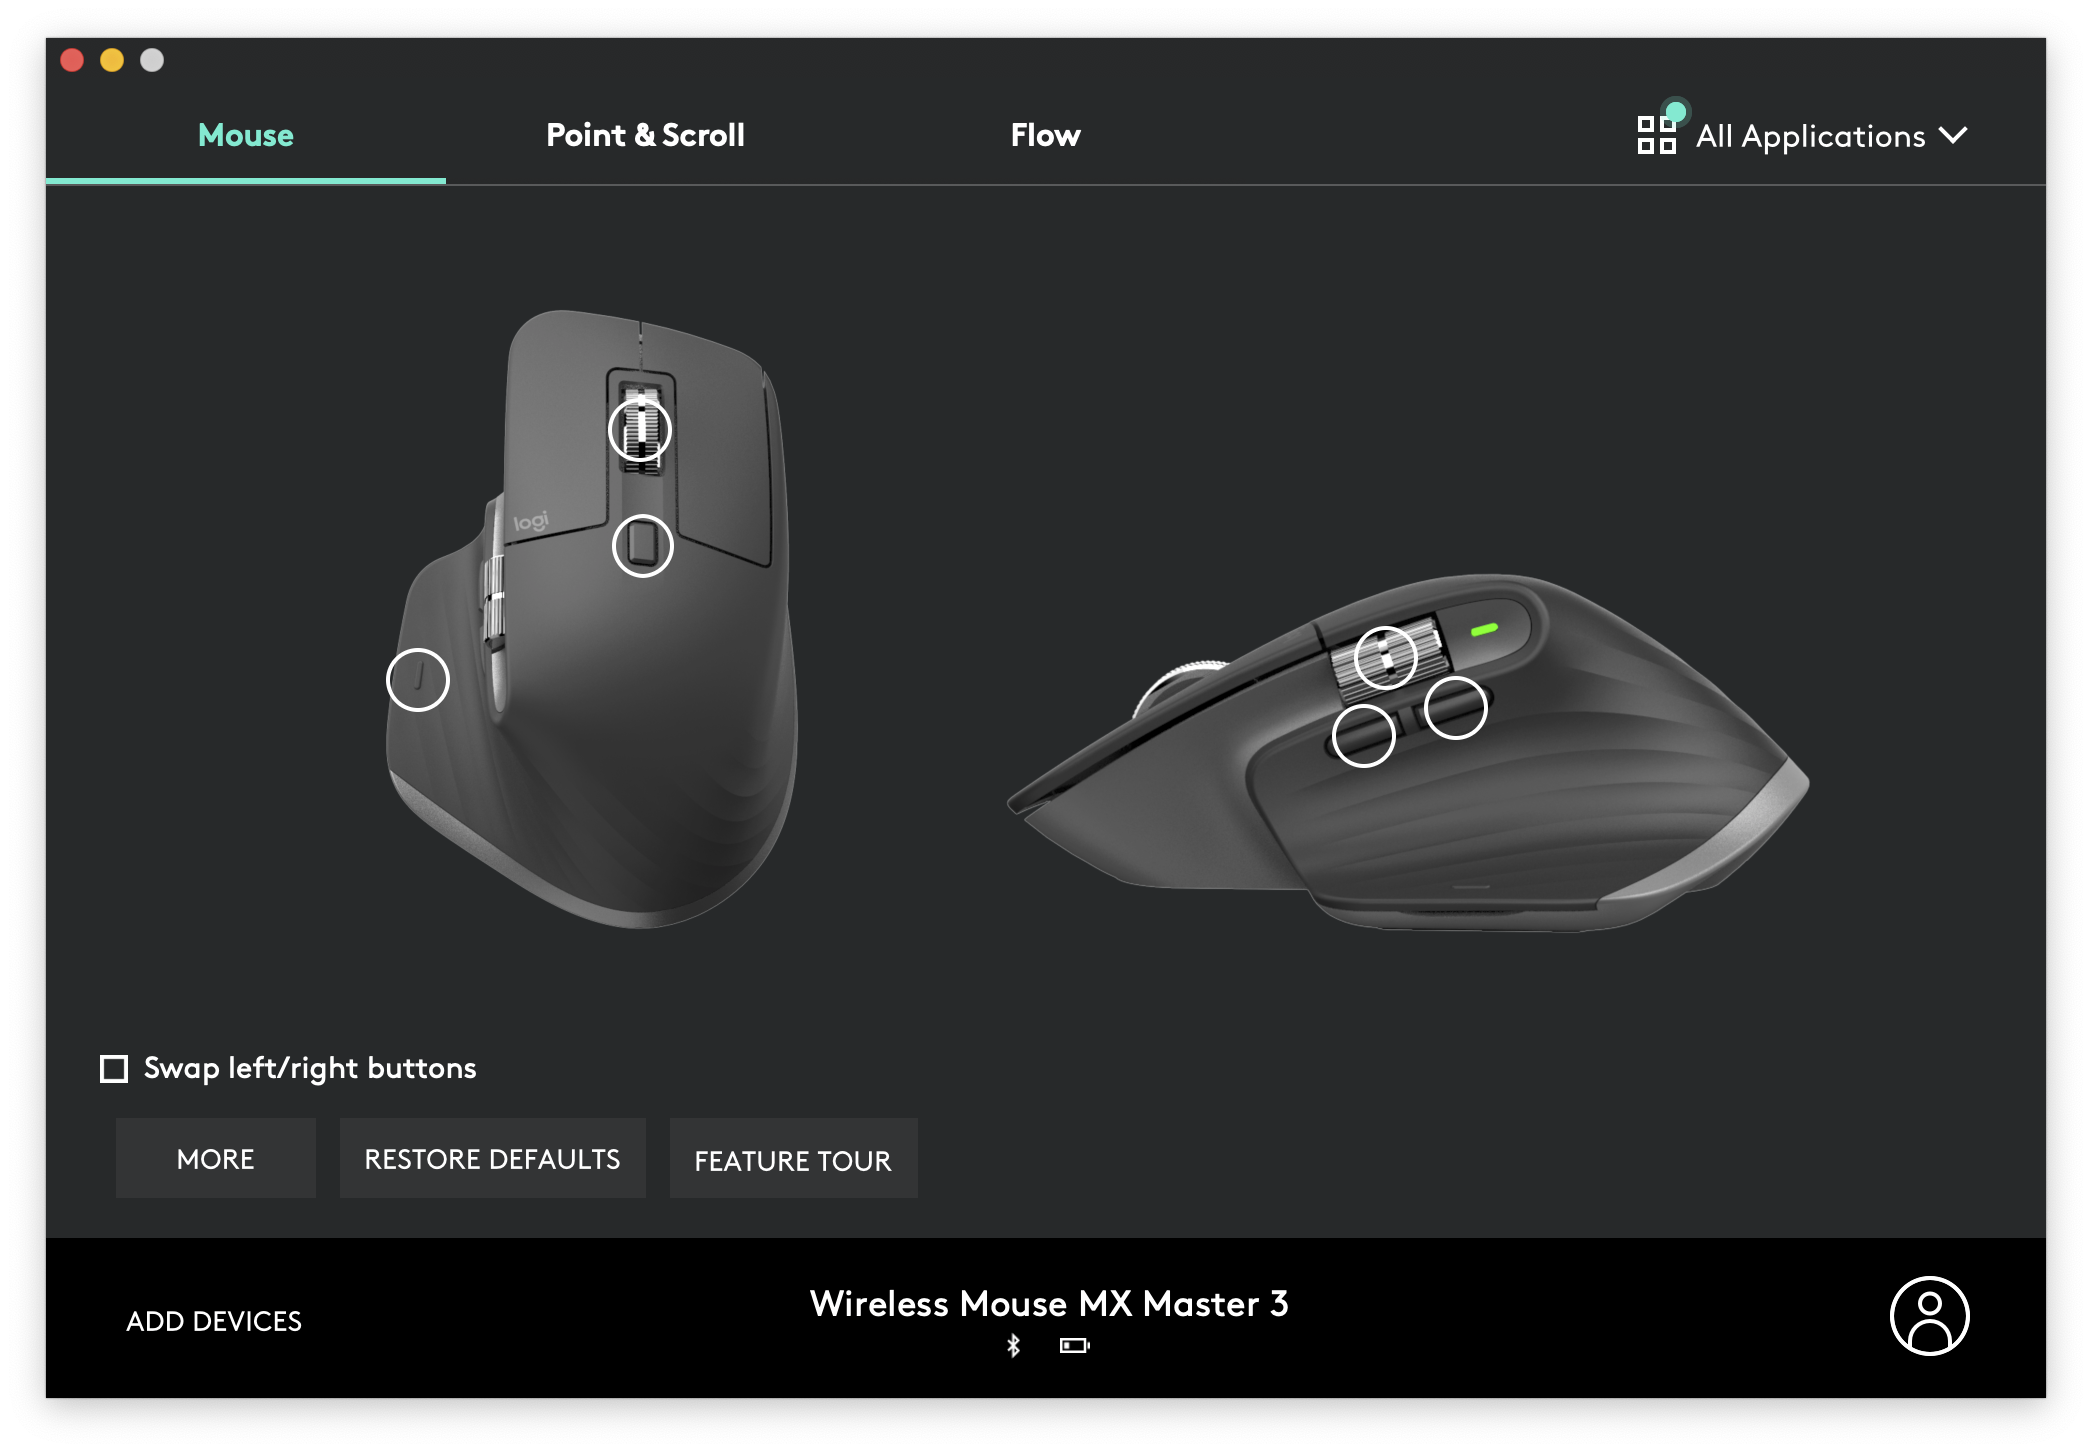 Mouse
Point & Scroll
Flow
All Applications
logi
Swap left/right buttons
MORE
RESTORE DEFAULTS
FEATURE TOUR
ADD DEVICES
Wireless Mouse MX Master 3